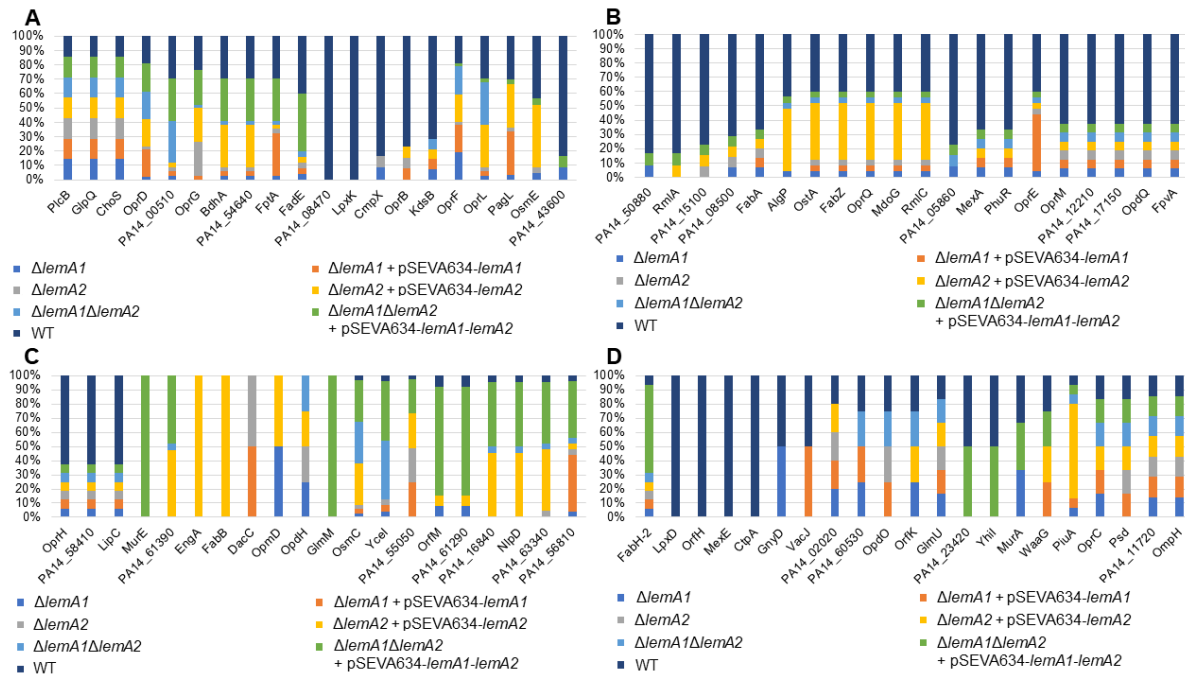 A
100%
90%
80%
70%
60%
50%
40%
30%
20%
10%
0%
PlcB
GlpQ
ChoS
OprD
PA14_00510
OprG
BdhA
PA14_54640
FptA
FadE
PA14_08470
LpxK
CmpX
OprB
KdsB
OprF
OprL
PagL
OsmE
PA14_43600
ΔlemA1
ΔlemA1 + pSEVA634-lemA1
ΔlemA2
ΔlemA2 + pSEVA634-lemA2
ΔlemA1ΔlemA2
ΔlemA1ΔlemA2
+ pSEVA634-lemA1-lemA2
WT
B
100%
90%
80%
70%
60%
50%
40%
30%
20%
10%
0%
PA14_50880
RmlA
PA14_15100
PA14_08500
FabA
AlgP
OstA
FabZ
OprQ
MdoG
RmlC
PA14_05860
MexA
PhuR
OprE
OprM
PA14_12210
PA14_17150
OpdQ
FpvA
ΔlemA1
ΔlemA1 + pSEVA634-lemA1
ΔlemA2
ΔlemA2 + pSEVA634-lemA2
ΔlemA1ΔlemA2
ΔlemA1ΔlemA2
+ pSEVA634-lemA1-lemA2
WT
C
100%
90%
80%
70%
60%
50%
40%
30%
20%
10%
0%
OprH
PA14_58410
LipC
MurE
PA14_61390
EngA
FabB
DacC
OpmD
OpdH
GlmM
OsmC
YceI
PA14_55050
OrfM
PA14_61290
PA14_16840
NlpD
PA14_63340
PA14_56810
ΔlemA1
ΔlemA1 + pSEVA634-lemA1
ΔlemA2
ΔlemA2 + pSEVA634-lemA2
ΔlemA1ΔlemA2
ΔlemA1ΔlemA2
+ pSEVA634-lemA1-lemA2
WT
D
100%
90%
80%
70%
60%
50%
40%
30%
20%
10%
0%
FabH-2
LpxD
OrfH
MexE
CtpA
GnyD
VacJ
PA14_02020
PA14_60530
OpdO
OrfK
GlmU
PA14_23420
YhiI
MurA
WaaG
PiuA
OprC
Psd
PA14_11720
OmpH
ΔlemA1
ΔlemA1 + pSEVA634-lemA1
ΔlemA2
ΔlemA2 + pSEVA634-lemA2
ΔlemA1ΔlemA2
ΔlemA1ΔlemA2
+ pSEVA634-lemA1-lemA2
WT